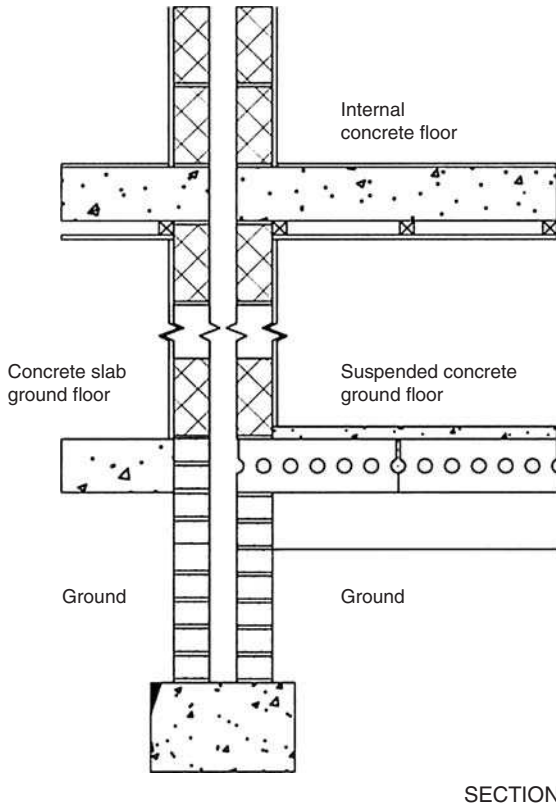 Internal
concrete floor
Concrete slab
ground floor
Suspended concrete
ground floor
Ground
Ground
SECTION